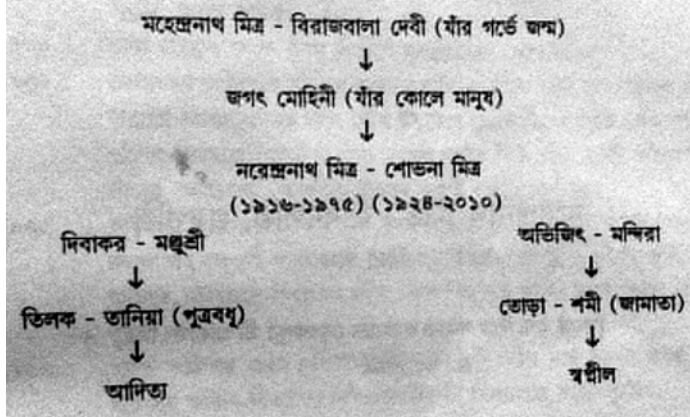 মহেন্দ্রনাথ মিত্র - বিরাজবালা দেবী (যাঁর গর্ভে জন্ম)
↓
জগৎ মোহিনী (যাঁর কোলে মানুষ)
↓
নরেন্দ্রনাথ মিত্র - শোভনা মিত্র
(১৯১৬-১৯৭৫) (১৯২৪-২০১০)
দিবাকর - মঞ্জুশ্রী
↓
তিলক - তানিয়া (পুত্রবধূ)
↓
আদিত্য
অভিজিৎ - মন্দিরা
↓
তোড়া - শমী (জামাতা)
↓
স্বপ্নীল